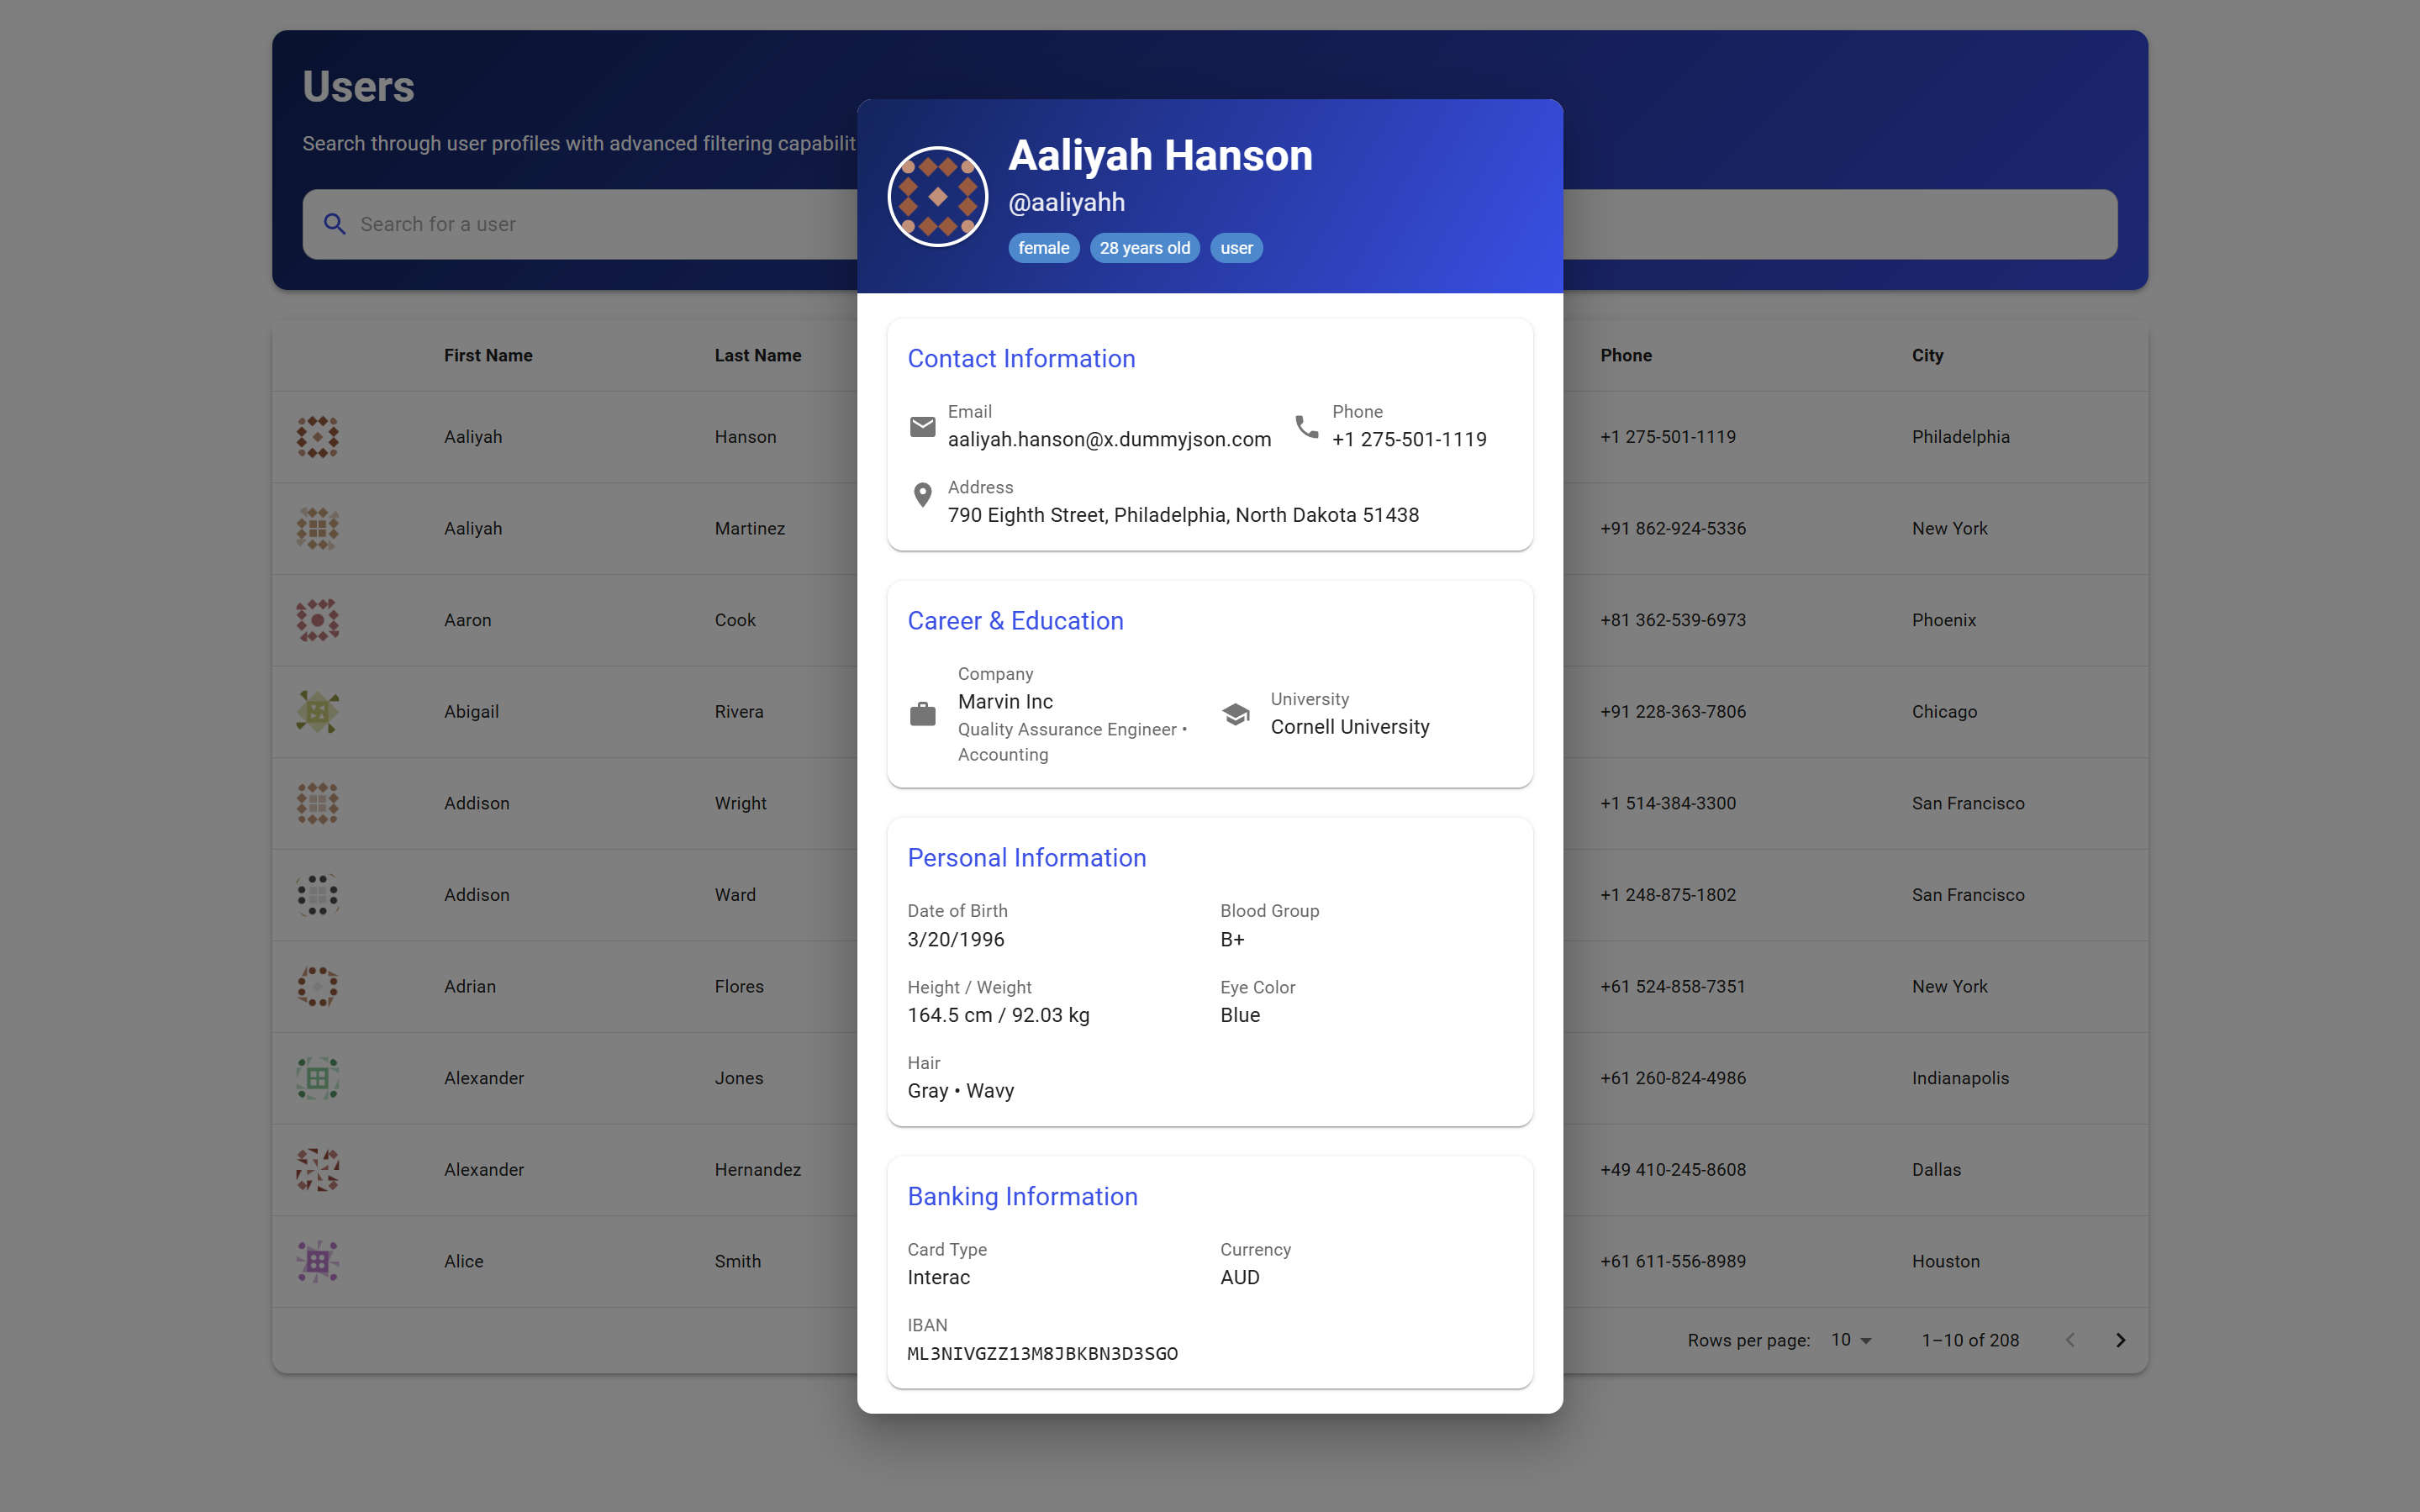 Users
Search through user profiles with advanced filtering capabilit
Search for a user
First Name Last Name Phone City
Aaliyah Hanson +1 275-501-1119 Philadelphia
Aaliyah Martinez +91 862-924-5336 New York
Aaron Cook +81 362-539-6973 Phoenix
Abigail Rivera +91 228-363-7806 Chicago
Addison Wright +1 514-384-3300 San Francisco
Addison Ward +1 248-875-1802 San Francisco
Adrian Flores +61 524-858-7351 New York
Alexander Jones +61 260-824-4986 Indianapolis
Alexander Hernandez +49 410-245-8608 Dallas
Alice Smith +61 611-556-8989 Houston
Rows per page: 10 1–10 of 208
Aaliyah Hanson
@aaliyahh
female 28 years old user
Contact Information
Email Phone
aaliyah.hanson@x.dummyjson.com +1 275-501-1119
Address
790 Eighth Street, Philadelphia, North Dakota 51438
Career & Education
Company
Marvin Inc
Quality Assurance Engineer •
Accounting
University
Cornell University
Personal Information
Date of Birth Blood Group
3/20/1996 B+
Height / Weight Eye Color
164.5 cm / 92.03 kg Blue
Hair
Gray • Wavy
Banking Information
Card Type Currency
Interac AUD
IBAN
ML3NIVGZZ13M8JBKBN3D3SGO